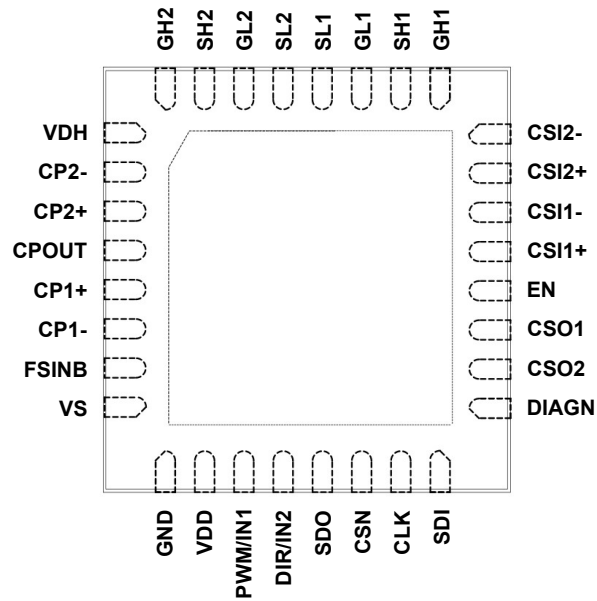 GH2
SH2
GL2
SL2
SL1
GL1
SH1
GH1
VDH
CP2-
CP2+
CPOUT
CP1+
CP1-
FSINB
VS
CSI2-
CSI2+
CSI1-
CSI1+
EN
CSO1
CSO2
DIAGN
GND
VDD
PWM/IN1
DIR/IN2
SDO
CSN
CLK
SDI